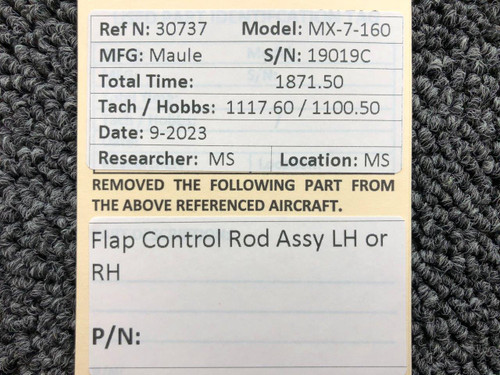 Ref N: 30737 Model: MX-7-160
MFG: Maule S/N: 19019C
Total Time: 1871.50
Tach / Hobbs: 1117.60 / 1100.50
Date: 9-2023
Researcher: MS Location: MS
REMOVED THE FOLLOWING PART FROM
THE ABOVE REFERENCED AIRCRAFT.
Flap Control Rod Assy LH or
RH
P/N: